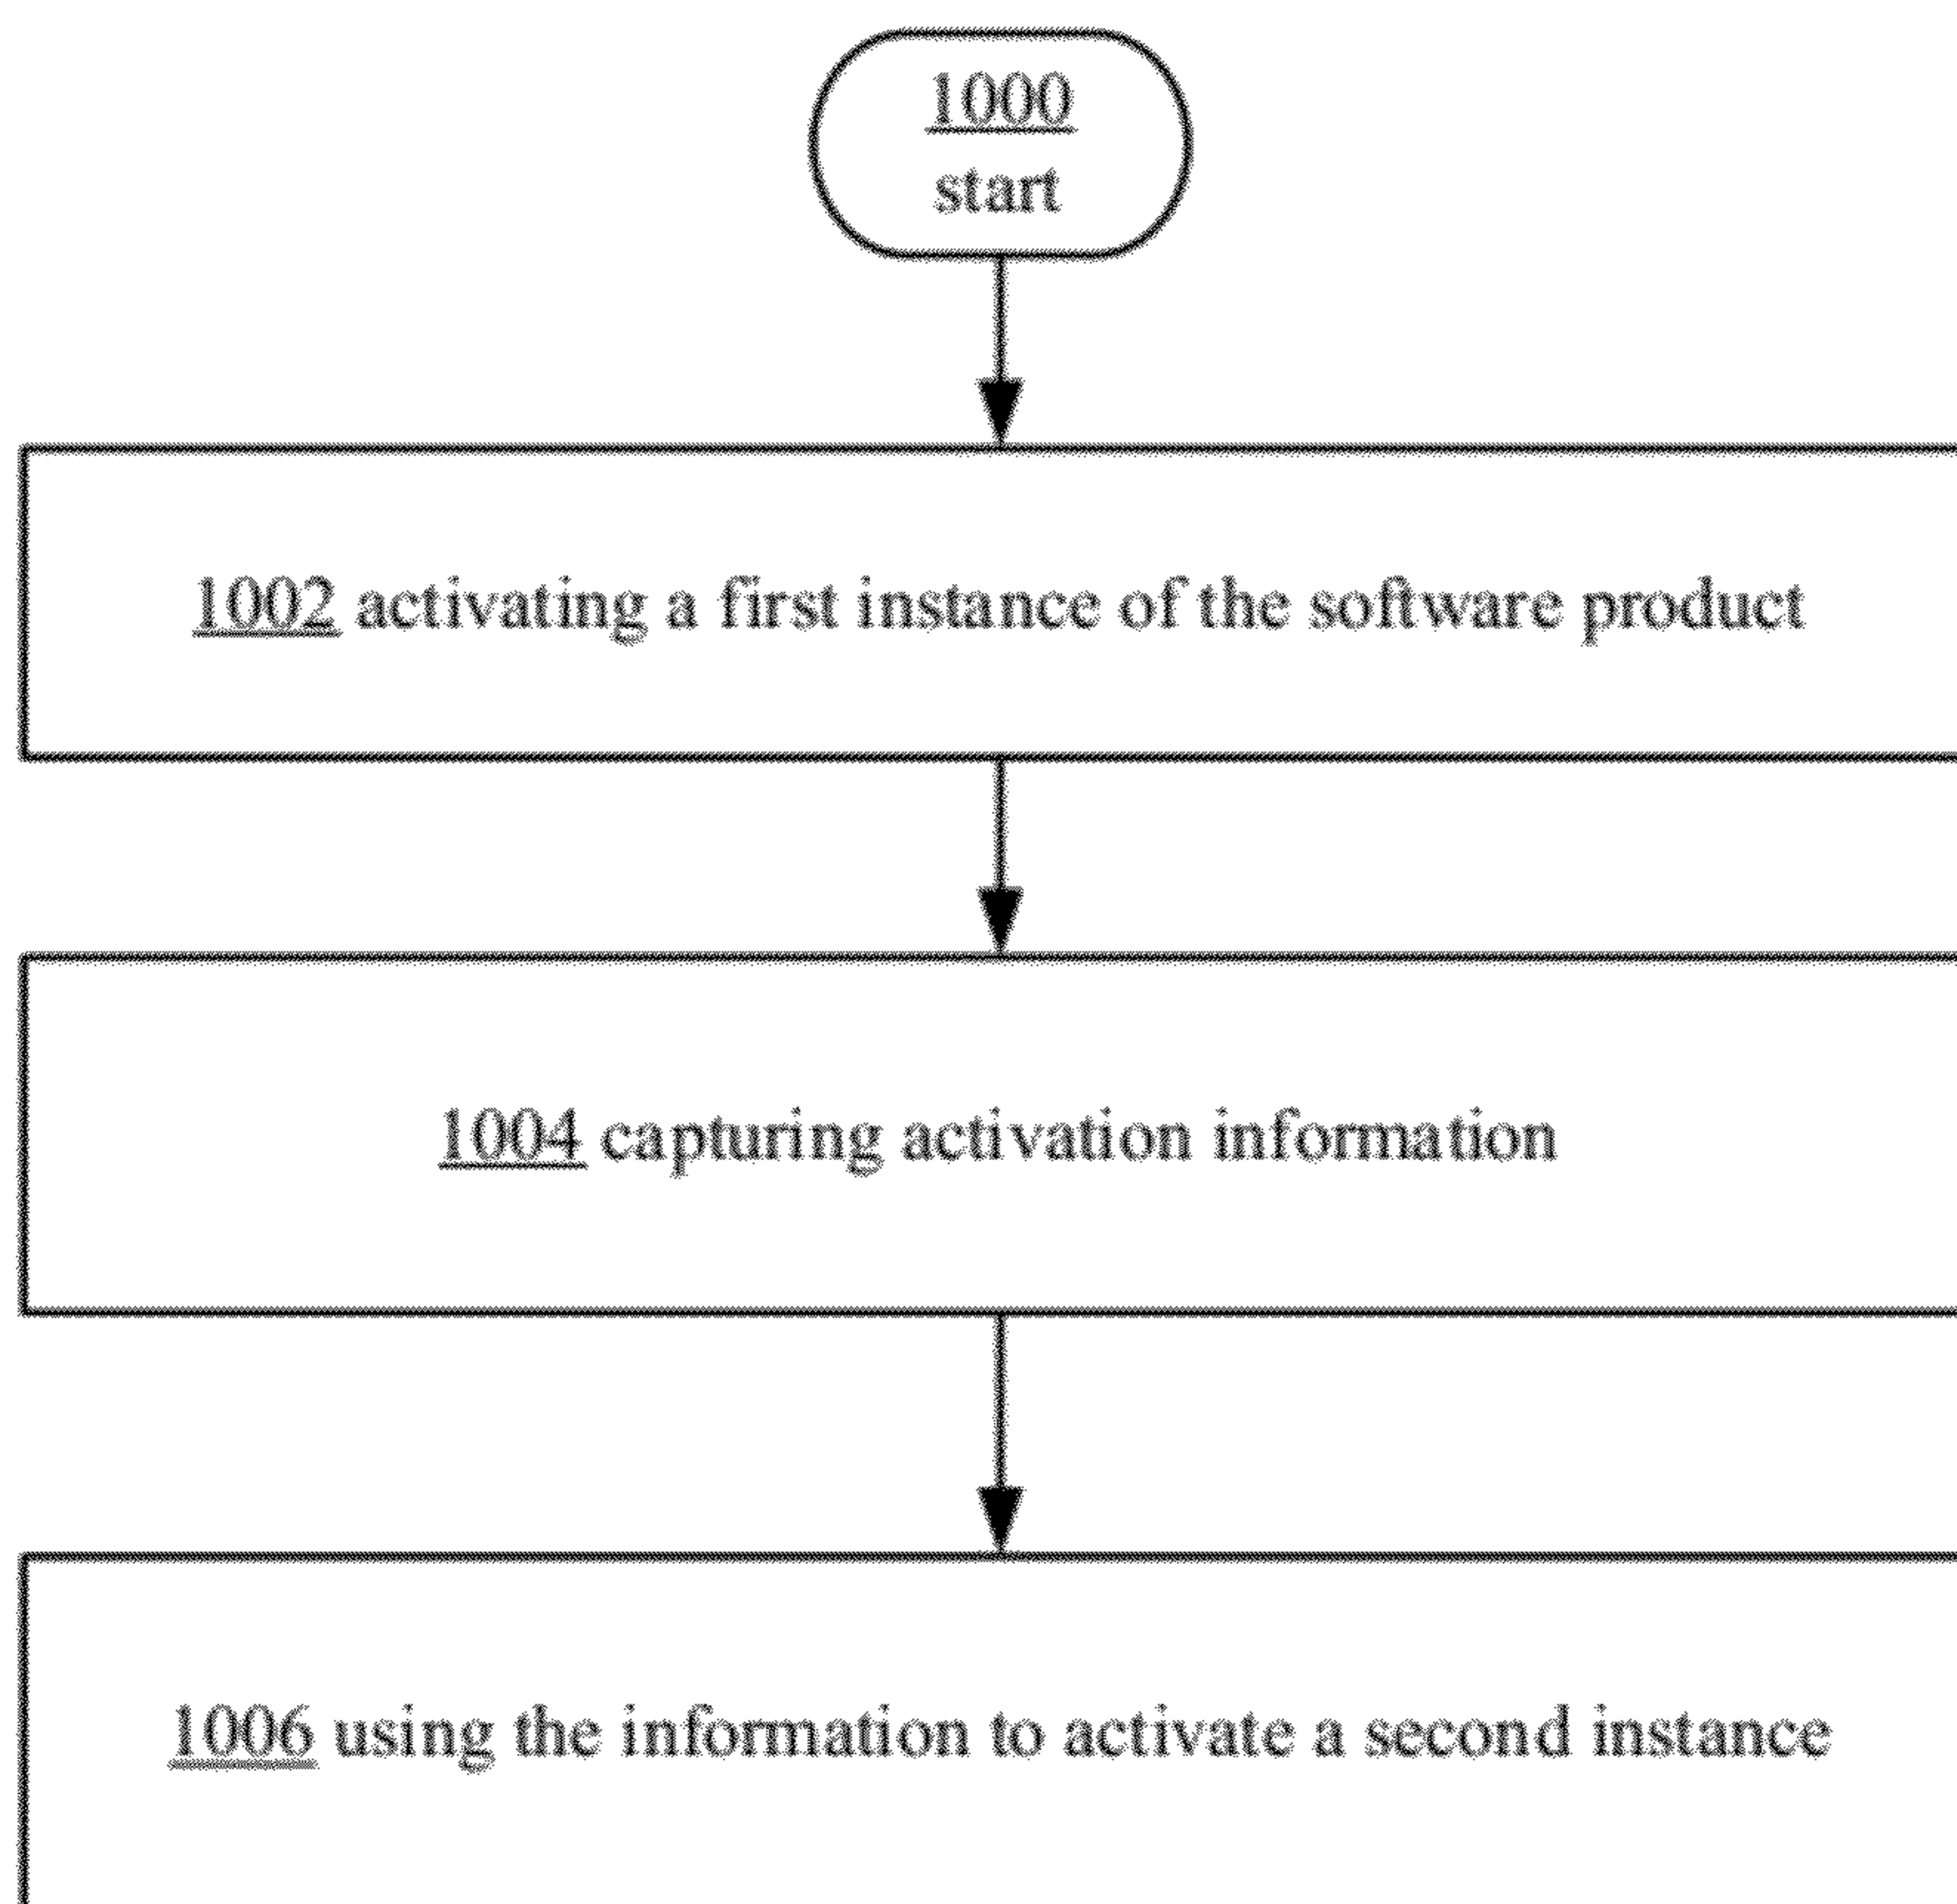 1000
start
1002 activating a first instance of the software product
1004 capturing activation information
1006 using the information to activate a second instance